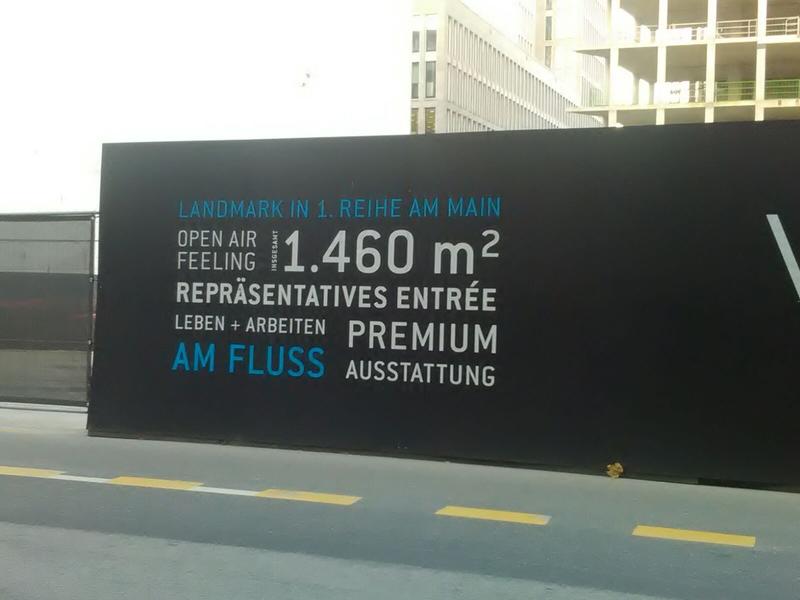 LANDMARK IN 1. REIHE AM MAIN
OPEN AIR
FEELING
INSGESAMT
1.460 m²
REPRÄSENTATIVES ENTRÉE
LEBEN + ARBEITEN
AM FLUSS
PREMIUM
AUSSTATTUNG